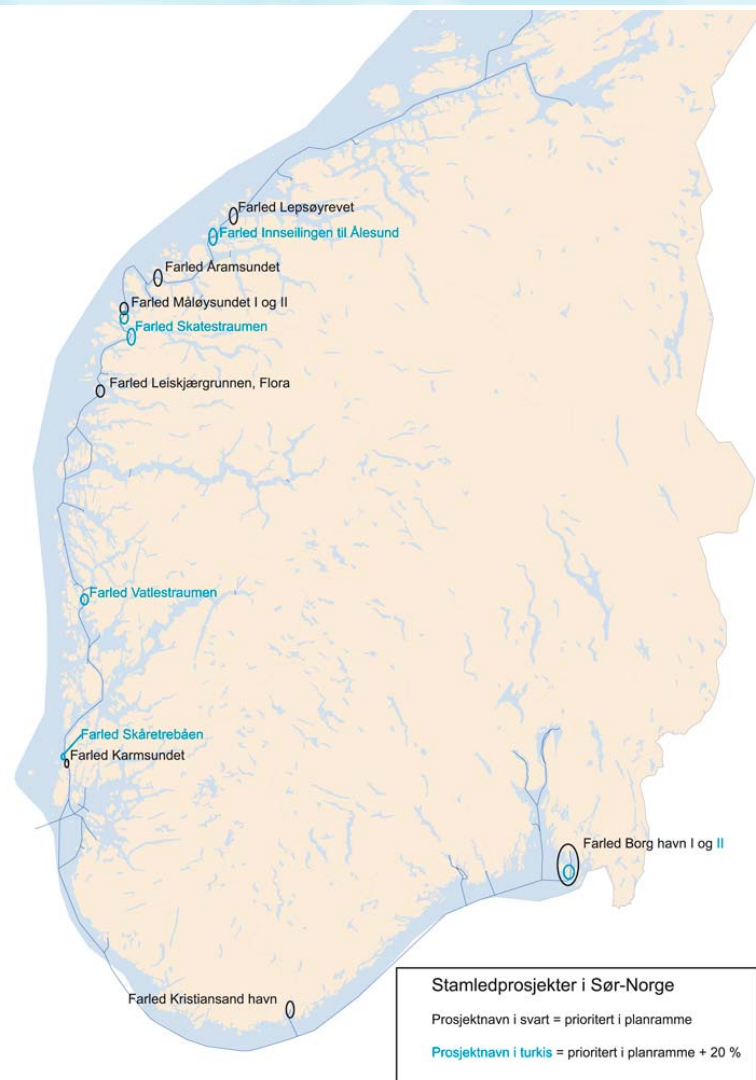 Farled Lepsøyrevet
Farled Innseilingen til Ålesund
Farled Åramsundet
Farled Måløysundet I og II
Farled Skatestraumen
Farled Leiskjærgrunnen, Flora
Farled Vatlestraumen
Farled Skåretrebåen
Farled Karmsundet
Farled Borg havn I og II
Farled Kristiansand havn
Stamledprosjekter i Sør-Norge
Prosjektnavn i svart = prioritert i planramme
Prosjektnavn i turkis = prioritert i planramme + 20 %